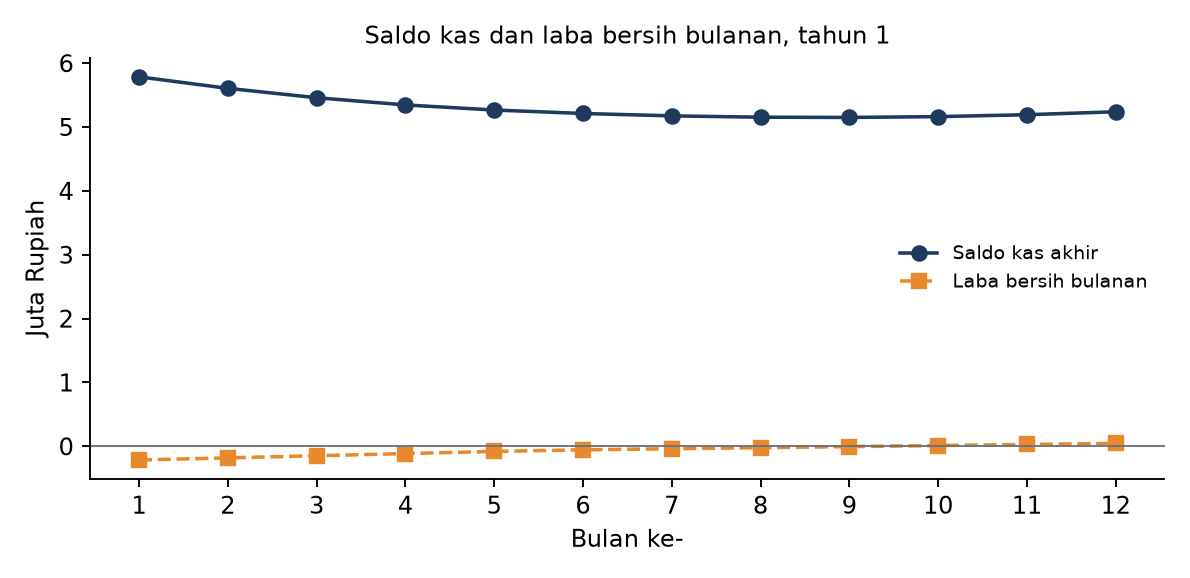 Saldo kas dan laba bersih bulanan, tahun 1
6
5
4
3
2
1
0
Juta Rupiah
Saldo kas akhir
Laba bersih bulanan
1 2 3 4 5 6 7 8 9 10 11 12
Bulan ke-